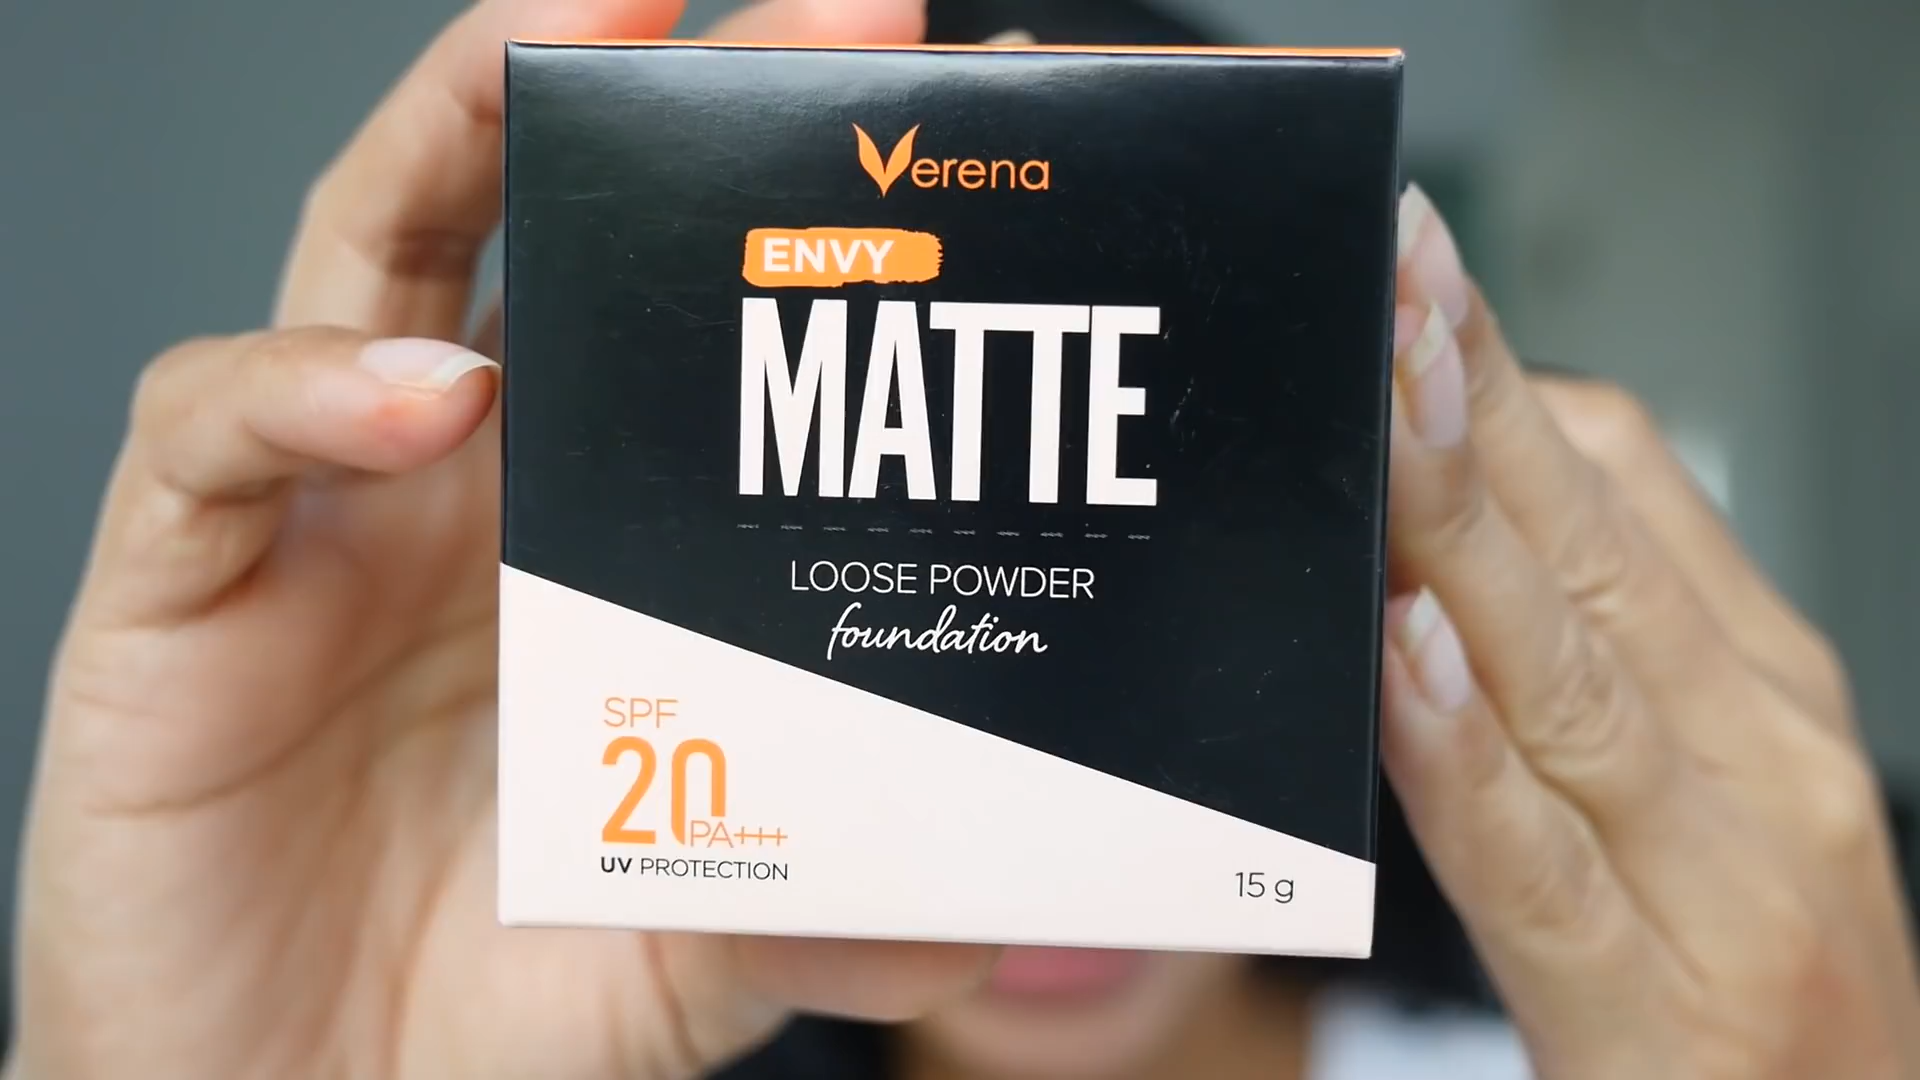 Verena
ENVY
MATTE
LOOSE POWDER
foundation
SPF
20
PA+++
UV PROTECTION
15 g